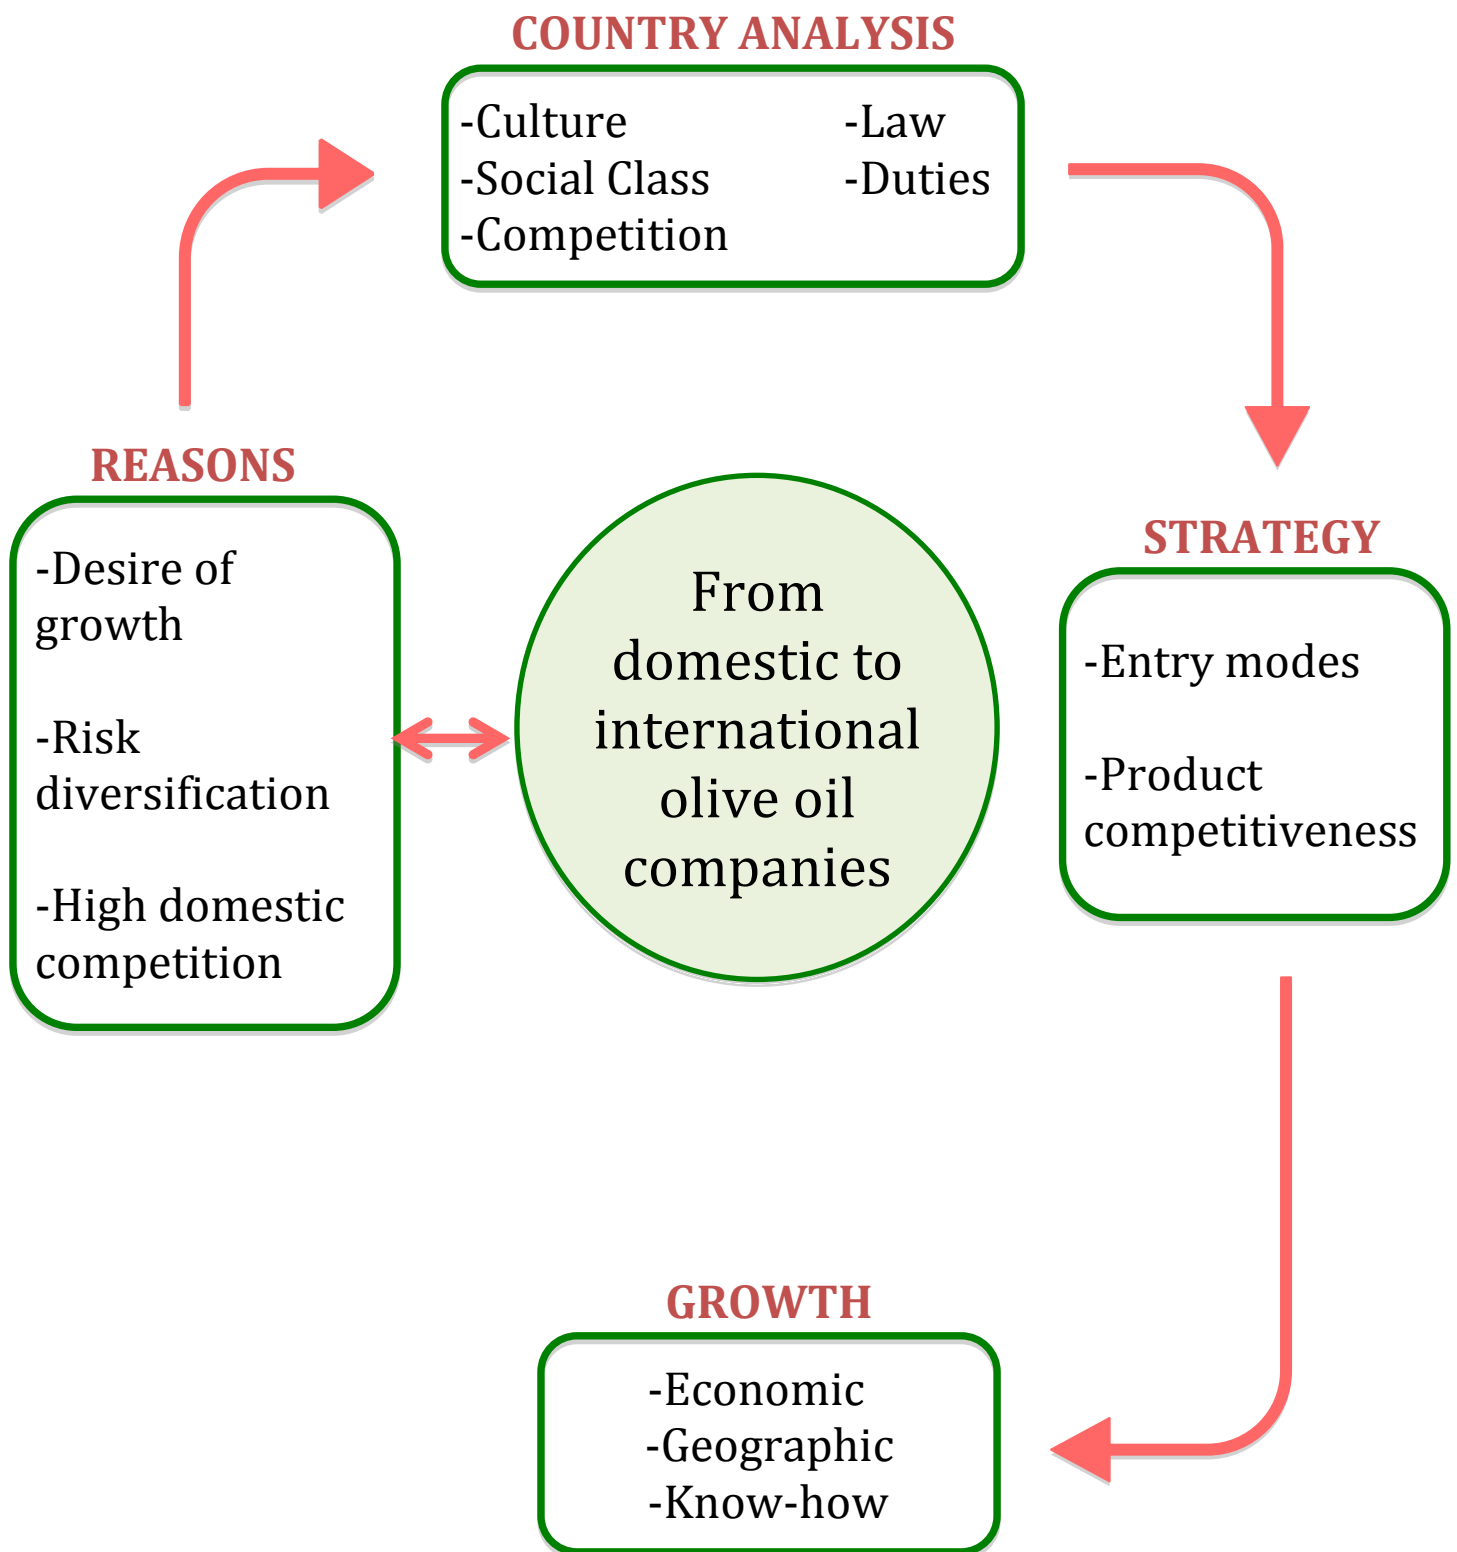 COUNTRY ANALYSIS
-Culture -Law
-Social Class -Duties
-Competition
REASONS
-Desire of
growth
-Risk
diversification
-High domestic
competition
From
domestic to
international
olive oil
companies
STRATEGY
-Entry modes
-Product
competitiveness
GROWTH
-Economic
-Geographic
-Know-how